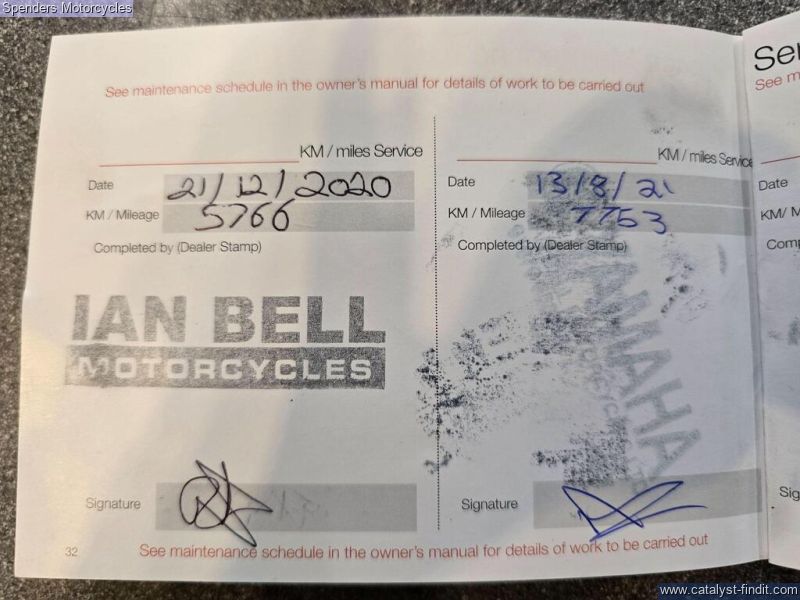 Spenders Motorcycles
See maintenance schedule in the owner's manual for details of work to be carried out
KM / miles Service
Date 21/12/2020
KM / Mileage 5766
Completed by (Dealer Stamp)
IAN BELL
MOTORCYCLES
Signature
32
KM / miles Service
Date 13/8/21
KM / Mileage 7753
Completed by (Dealer Stamp)
YAMAHA
Signature
See maintenance schedule in the owner's manual for details of work to be carried out
Date
www.catalyst-findit.com